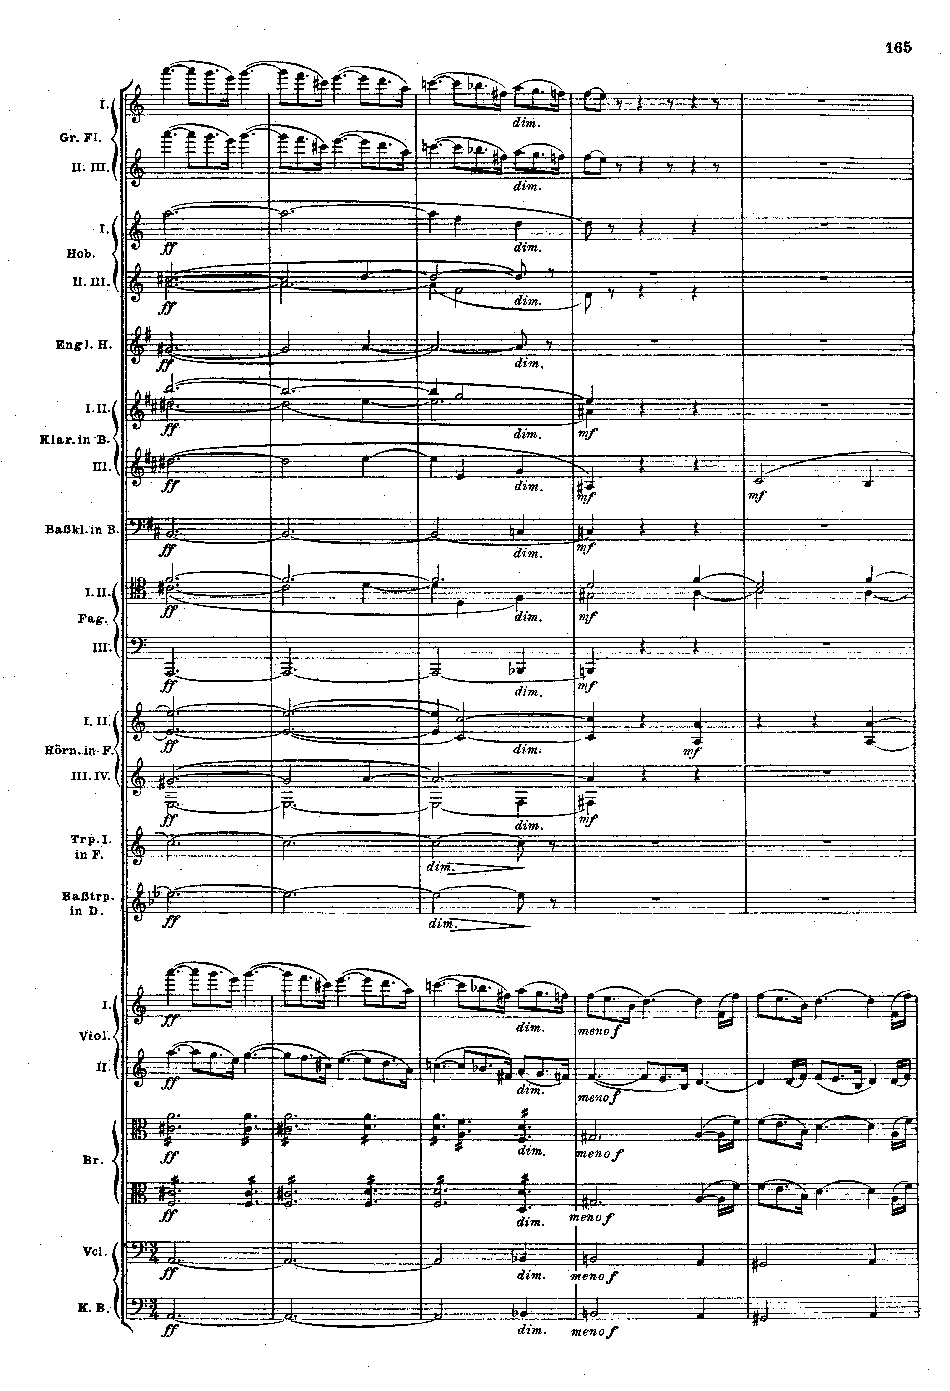 165
I.
Gr. Fl.
II. III.
dim.
dim.
I.
Hob.
II. III.
ff
dim.
ff
dim.
Engl. H.
ff
dim.
I. II.
Klar. in B.
III.
ff
dim.
mf
ff
dim.
mf
mf
Baßkl. in B.
ff
dim.
mf
I. II.
Fag.
III.
ff
dim.
mf
ff
dim.
mf
I. II.
Hörn. in F.
III. IV.
ff
dim.
mf
ff
dim.
mf
Trp. I.
in F.
dim.
Baßtrp.
in D.
ff
dim.
I.
Viol.
II.
ff
dim.
meno f
ff
dim.
meno f
Br.
ff
dim.
meno f
ff
dim.
meno f
Vcl.
ff
dim.
meno f
K. B.
ff
dim.
meno f